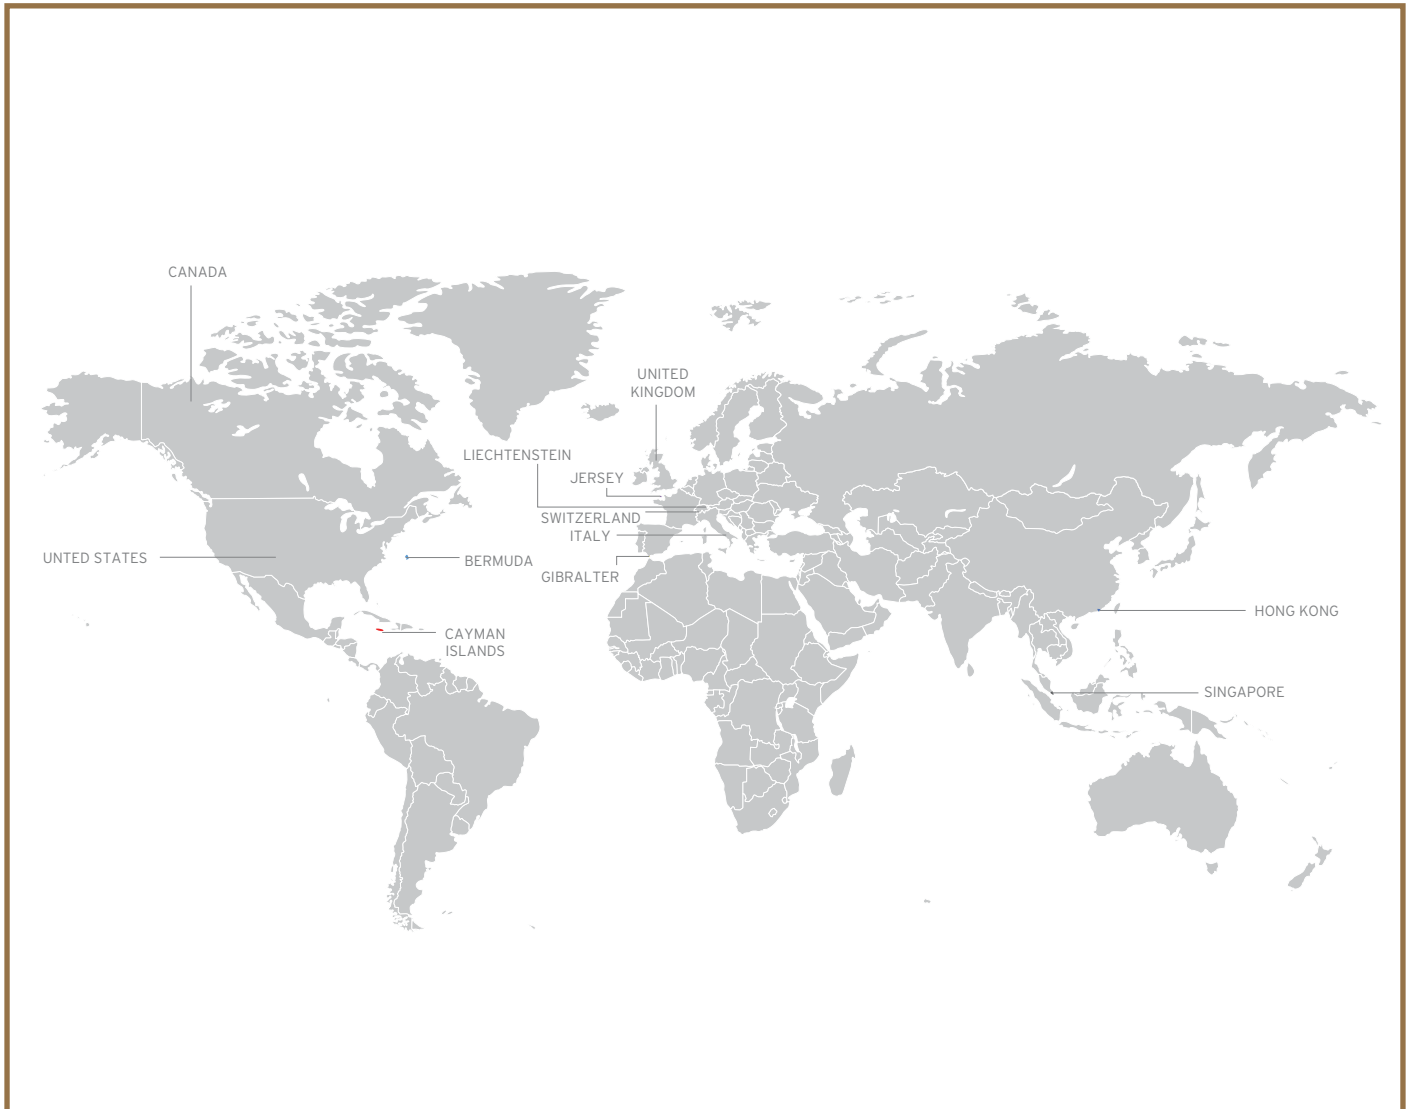 CANADA
UNITED
KINGDOM
LIECHTENSTEIN
JERSEY
SWITZERLAND
ITALY
UNTED STATES
BERMUDA
GIBRALTER
HONG KONG
CAYMAN
ISLANDS
SINGAPORE